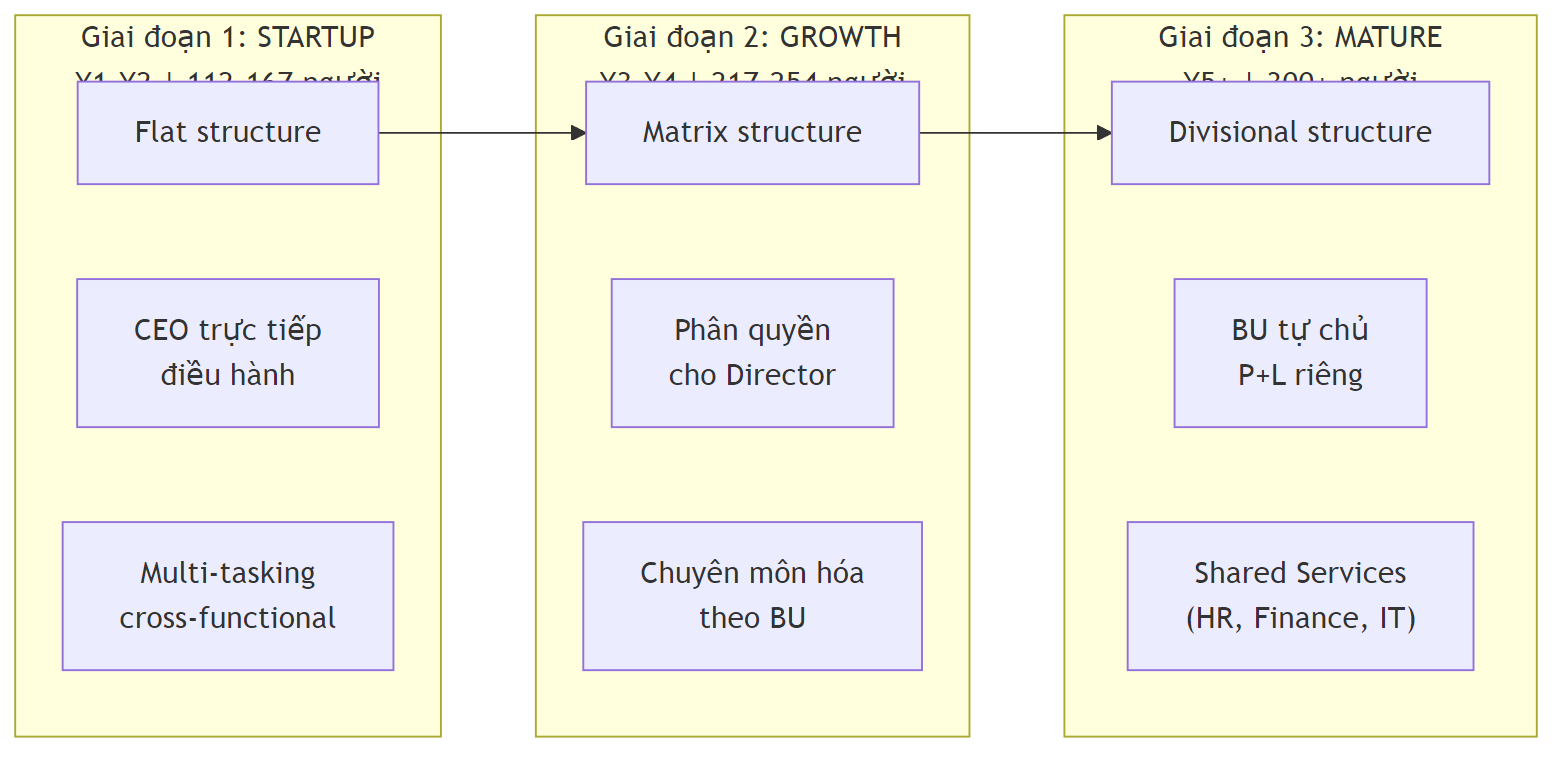 Giai đoạn 1: STARTUP
Flat structure
CEO trực tiếp
điều hành
Multi-tasking
cross-functional
Giai đoạn 2: GROWTH
Matrix structure
Phân quyền
cho Director
Chuyên môn hóa
theo BU
Giai đoạn 3: MATURE
Divisional structure
BU tự chủ
P+L riêng
Shared Services
(HR, Finance, IT)